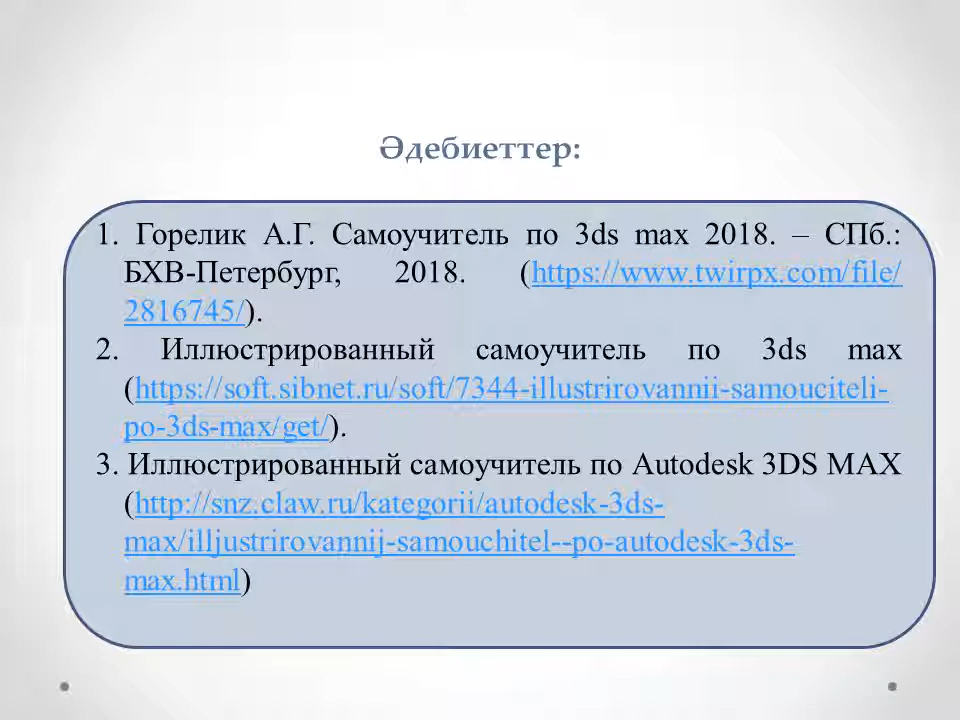 Әдебиеттер:
1. Горелик А.Г. Самоучитель по 3ds max 2018. – СПб.:
БХВ-Петербург, 2018. (https://www.twirpx.com/file/
2816745/).
2. Иллюстрированный самоучитель по 3ds max
(https://soft.sibnet.ru/soft/7344-illustrirovannii-samouciteli-
po-3ds-max/get/).
3. Иллюстрированный самоучитель по Autodesk 3DS MAX
(http://snz.claw.ru/kategorii/autodesk-3ds-
max/illjustrirovannij-samouchitel--po-autodesk-3ds-
max.html)